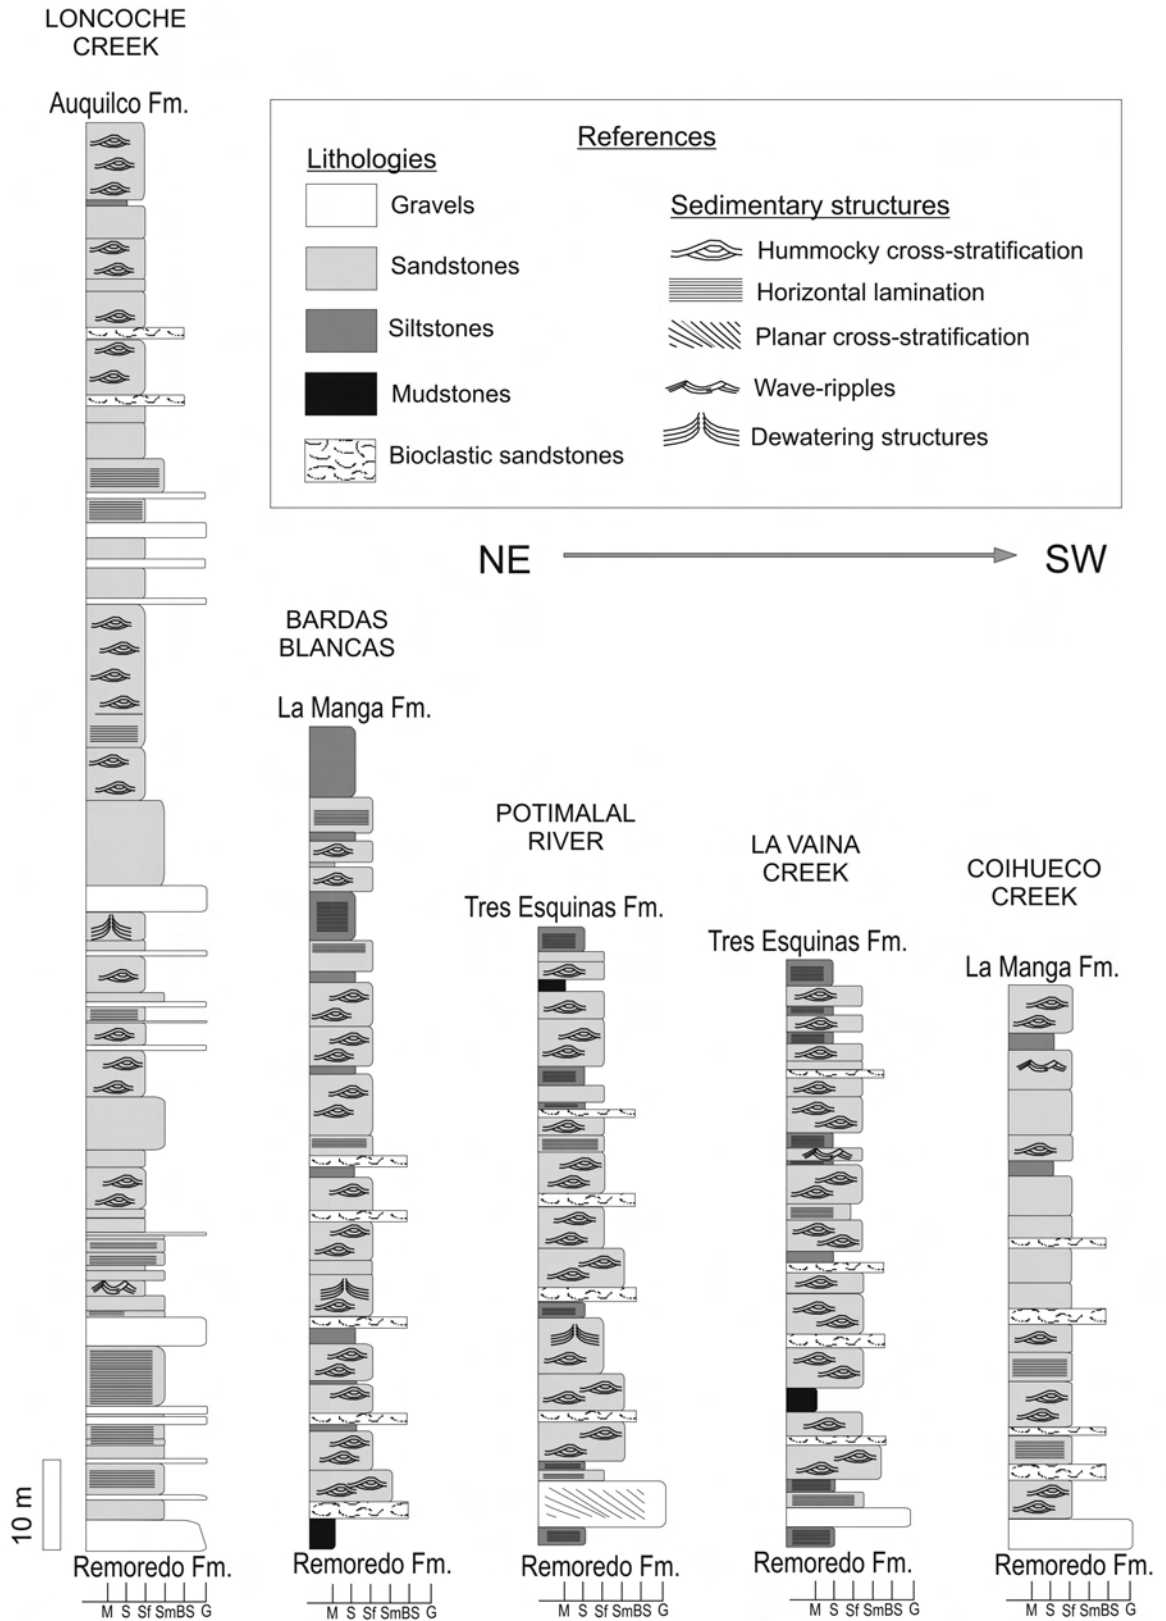 LONCOCHE
CREEK
Auquilco Fm.
References
Lithologies
Gravels
Sandstones
Siltstones
Mudstones
Bioclastic sandstones
Sedimentary structures
Hummocky cross-stratification
Horizontal lamination
Planar cross-stratification
Wave-ripples
Dewatering structures
NE
SW
BARDAS
BLANCAS
La Manga Fm.
POTIMALAL
RIVER
Tres Esquinas Fm.
LA VAINA
CREEK
Tres Esquinas Fm.
COIHUECO
CREEK
La Manga Fm.
10 m
Remoredo Fm.
Remoredo Fm.
Remoredo Fm.
Remoredo Fm.
Remoredo Fm.
M S Sf SmBS G
M S Sf SmBS G
M S Sf SmBS G
M S Sf SmBS G
M S Sf SmBS G